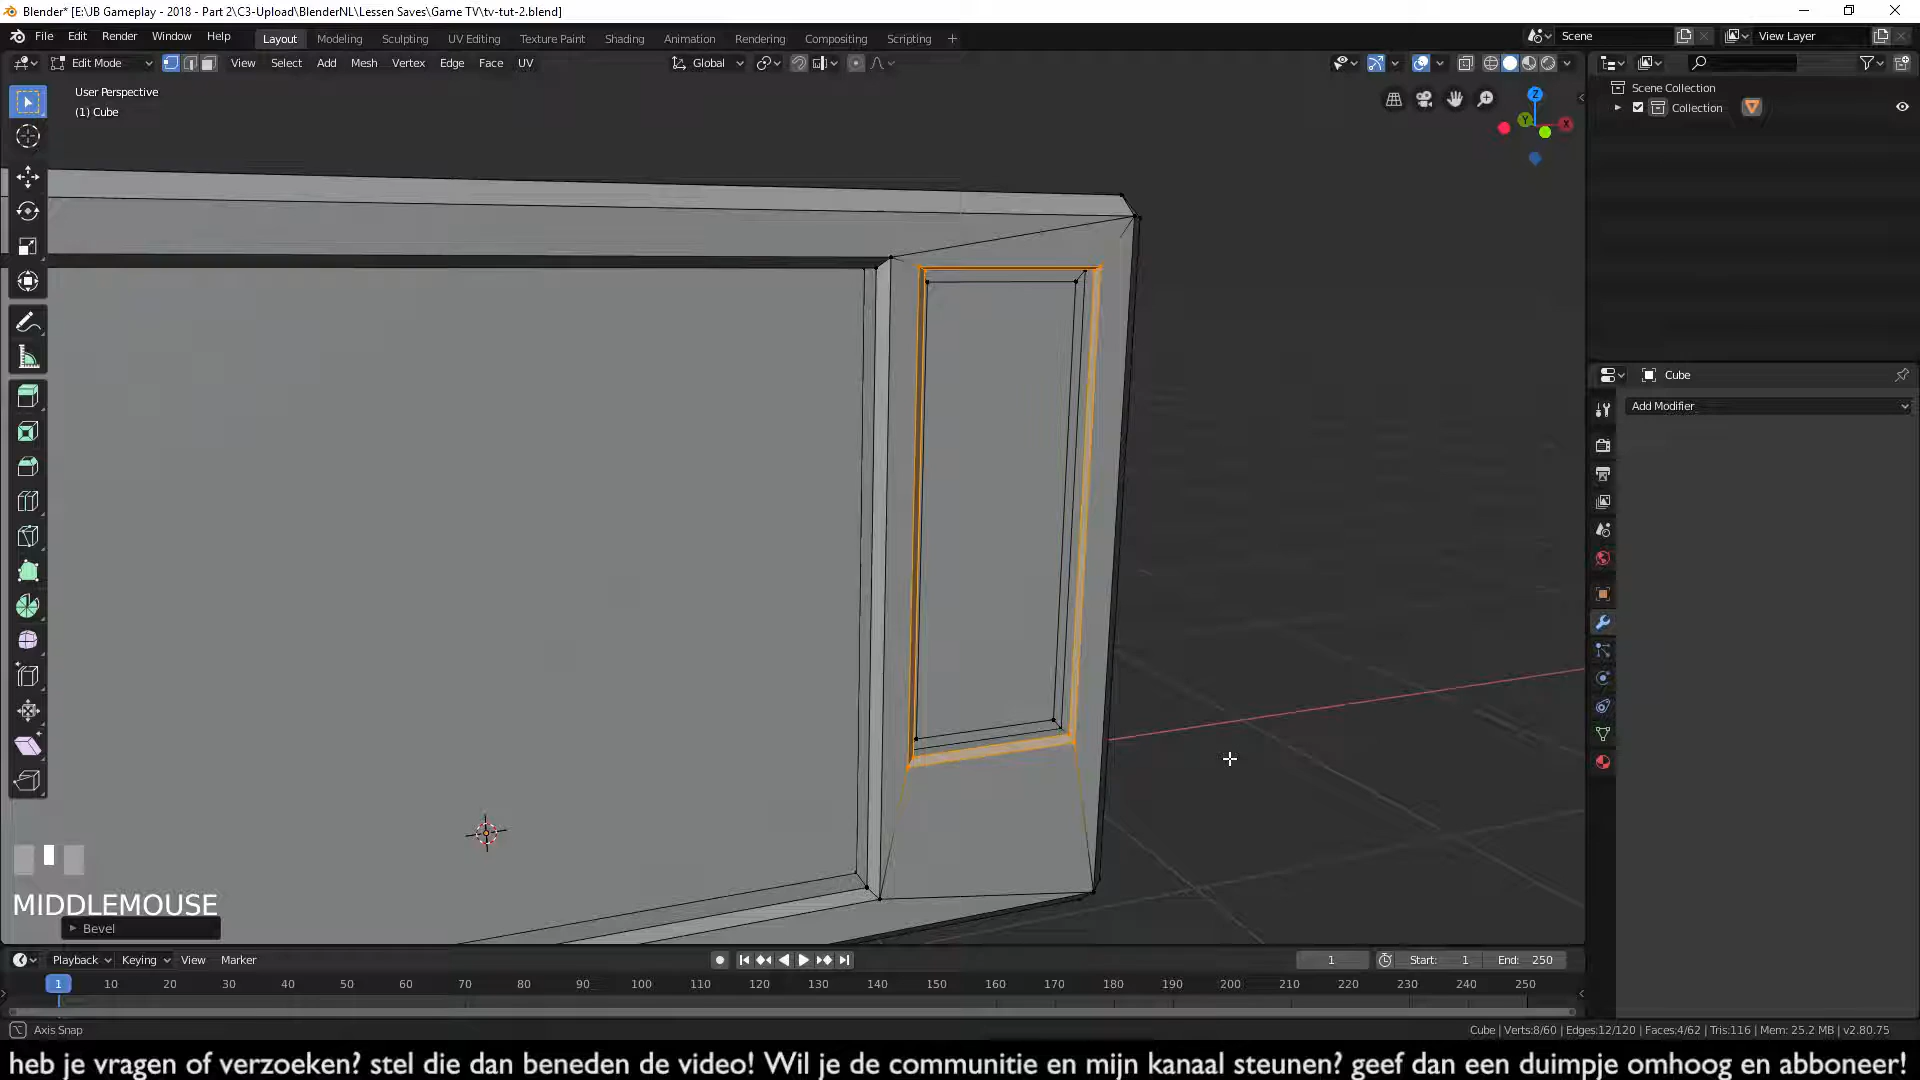 Blender* [E:\JB Gameplay - 2018 - Part 2\C3-Upload\BlenderNL\Lessen Saves\Game TV\tv-tut-2.blend]
File Edit Render Window Help
Layout Modeling Sculpting UV Editing Texture Paint Shading Animation Rendering Compositing Scripting +
Scene
View Layer
Edit Mode View Select Add Mesh Vertex Edge Face UV
Global
User Perspective
(1) Cube
Z
Y
X
Scene Collection
Collection
Cube
Add Modifier
MIDDLEMOUSE
Bevel
Playback Keying View Marker
1
Start: 1
End: 250
1 10 20 30 40 50 60 70 80 90 100 110 120 130 140 150 160 170 180 190 200 210 220 230 240 250
Axis Snap
Cube | Verts:8/60 | Edges:12/120 | Faces:4/62 | Tris:116 | Mem: 25.2 MB | v2.80.75
heb je vragen of verzoeken? stel die dan beneden de video! Wil je de communitie en mijn kanaal steunen? geef dan een duimpje omhoog en abboneer!